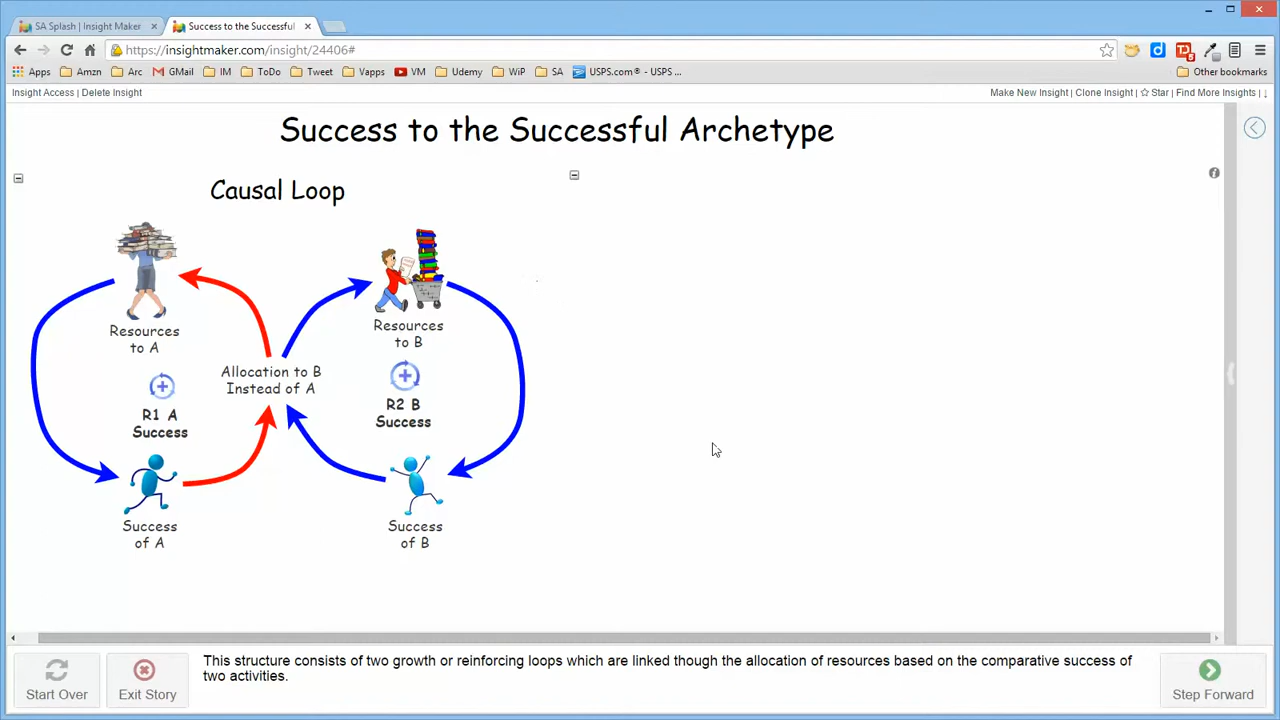 SA Splash | Insight Maker
Success to the Successful
https://insightmaker.com/insight/24406#
Apps Amzn Arc GMail IM ToDo Tweet Vapps VM Udemy WiP SA USPS.com® - USPS ... Other bookmarks
Insight Access | Delete Insight
Make New Insight | Clone Insight | Star | Find More Insights | ↓
Success to the Successful Archetype
Causal Loop
Resources
to A
Resources
to B
Allocation to B
Instead of A
R1 A
Success
R2 B
Success
Success
of A
Success
of B
Start Over
Exit Story
This structure consists of two growth or reinforcing loops which are linked though the allocation of resources based on the comparative success of
two activities.
Step Forward